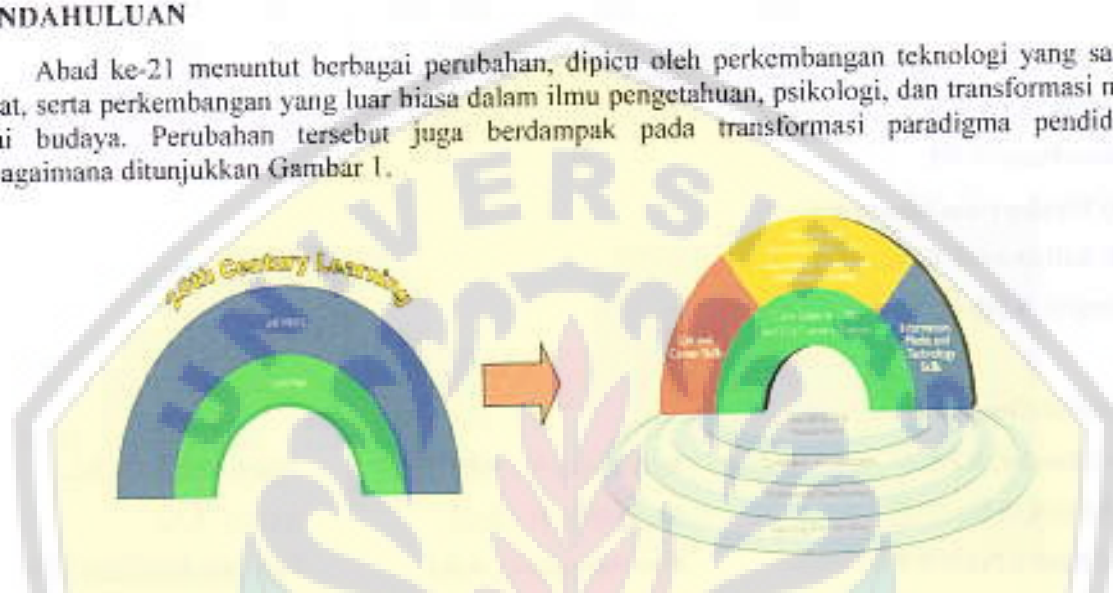 NDAHULUAN
Abad ke-21 menuntut berbagai perubahan, dipicu oleh perkembangan teknologi yang sa
at, serta perkembangan yang luar biasa dalam ilmu pengetahuan, psikologi, dan transformasi n
ai budaya. Perubahan tersebut juga berdampak pada transformasi paradigma pendid
agaimana ditunjukkan Gambar 1.
UNIVERSITAS
20th Century Learning
Life and
Career Skills
Information,
Media and
Technology
Skills